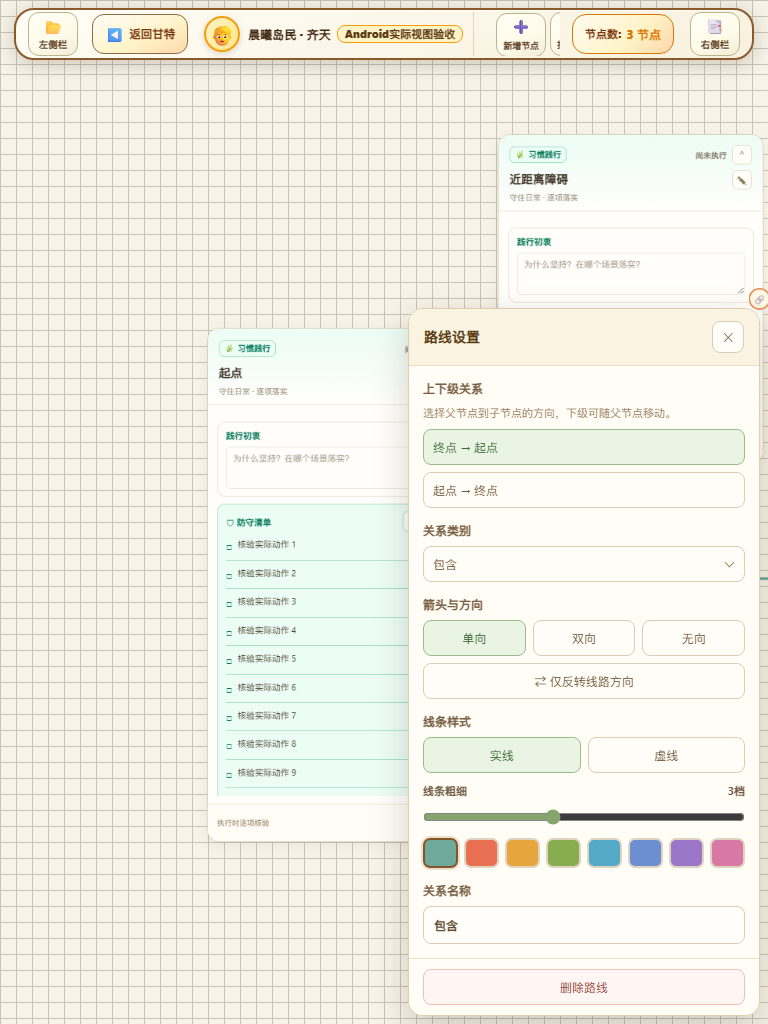 左侧栏
返回甘特
晨曦岛民·齐天
Android实际视图验收
新增节点
节点数: 3 节点
右侧栏
习惯践行
尚未执行
近距离障碍
守住日常 · 逐项落实
践行初衷
为什么坚持? 在哪个场景落实?
习惯践行
起点
守住日常 · 逐项落实
践行初衷
为什么坚持? 在哪个场景落实?
防守清单
核验实际动作 1
核验实际动作 2
核验实际动作 3
核验实际动作 4
核验实际动作 5
核验实际动作 6
核验实际动作 7
核验实际动作 8
核验实际动作 9
执行时逐项核验
路线设置
上下级关系
选择父节点到子节点的方向，下级可随父节点移动。
终点 → 起点
起点 → 终点
关系类别
包含
箭头与方向
单向
双向
无向
⇄ 仅反转线路方向
线条样式
实线
虚线
线条粗细
3档
关系名称
包含
删除路线